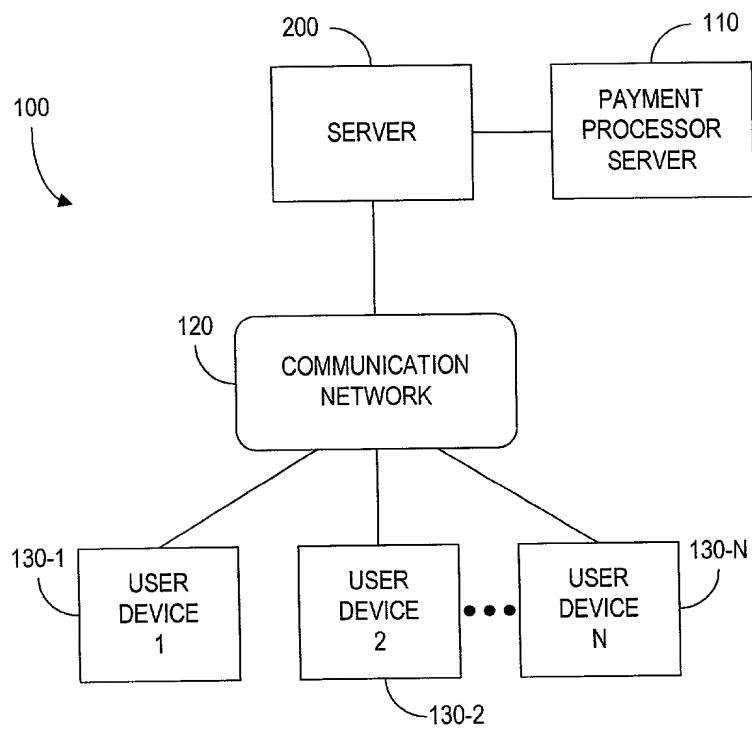 200
110
100
SERVER
PAYMENT
PROCESSOR
SERVER
120
COMMUNICATION
NETWORK
130-1
USER
DEVICE
1
USER
DEVICE
2
USER
DEVICE
N
130-N
130-2